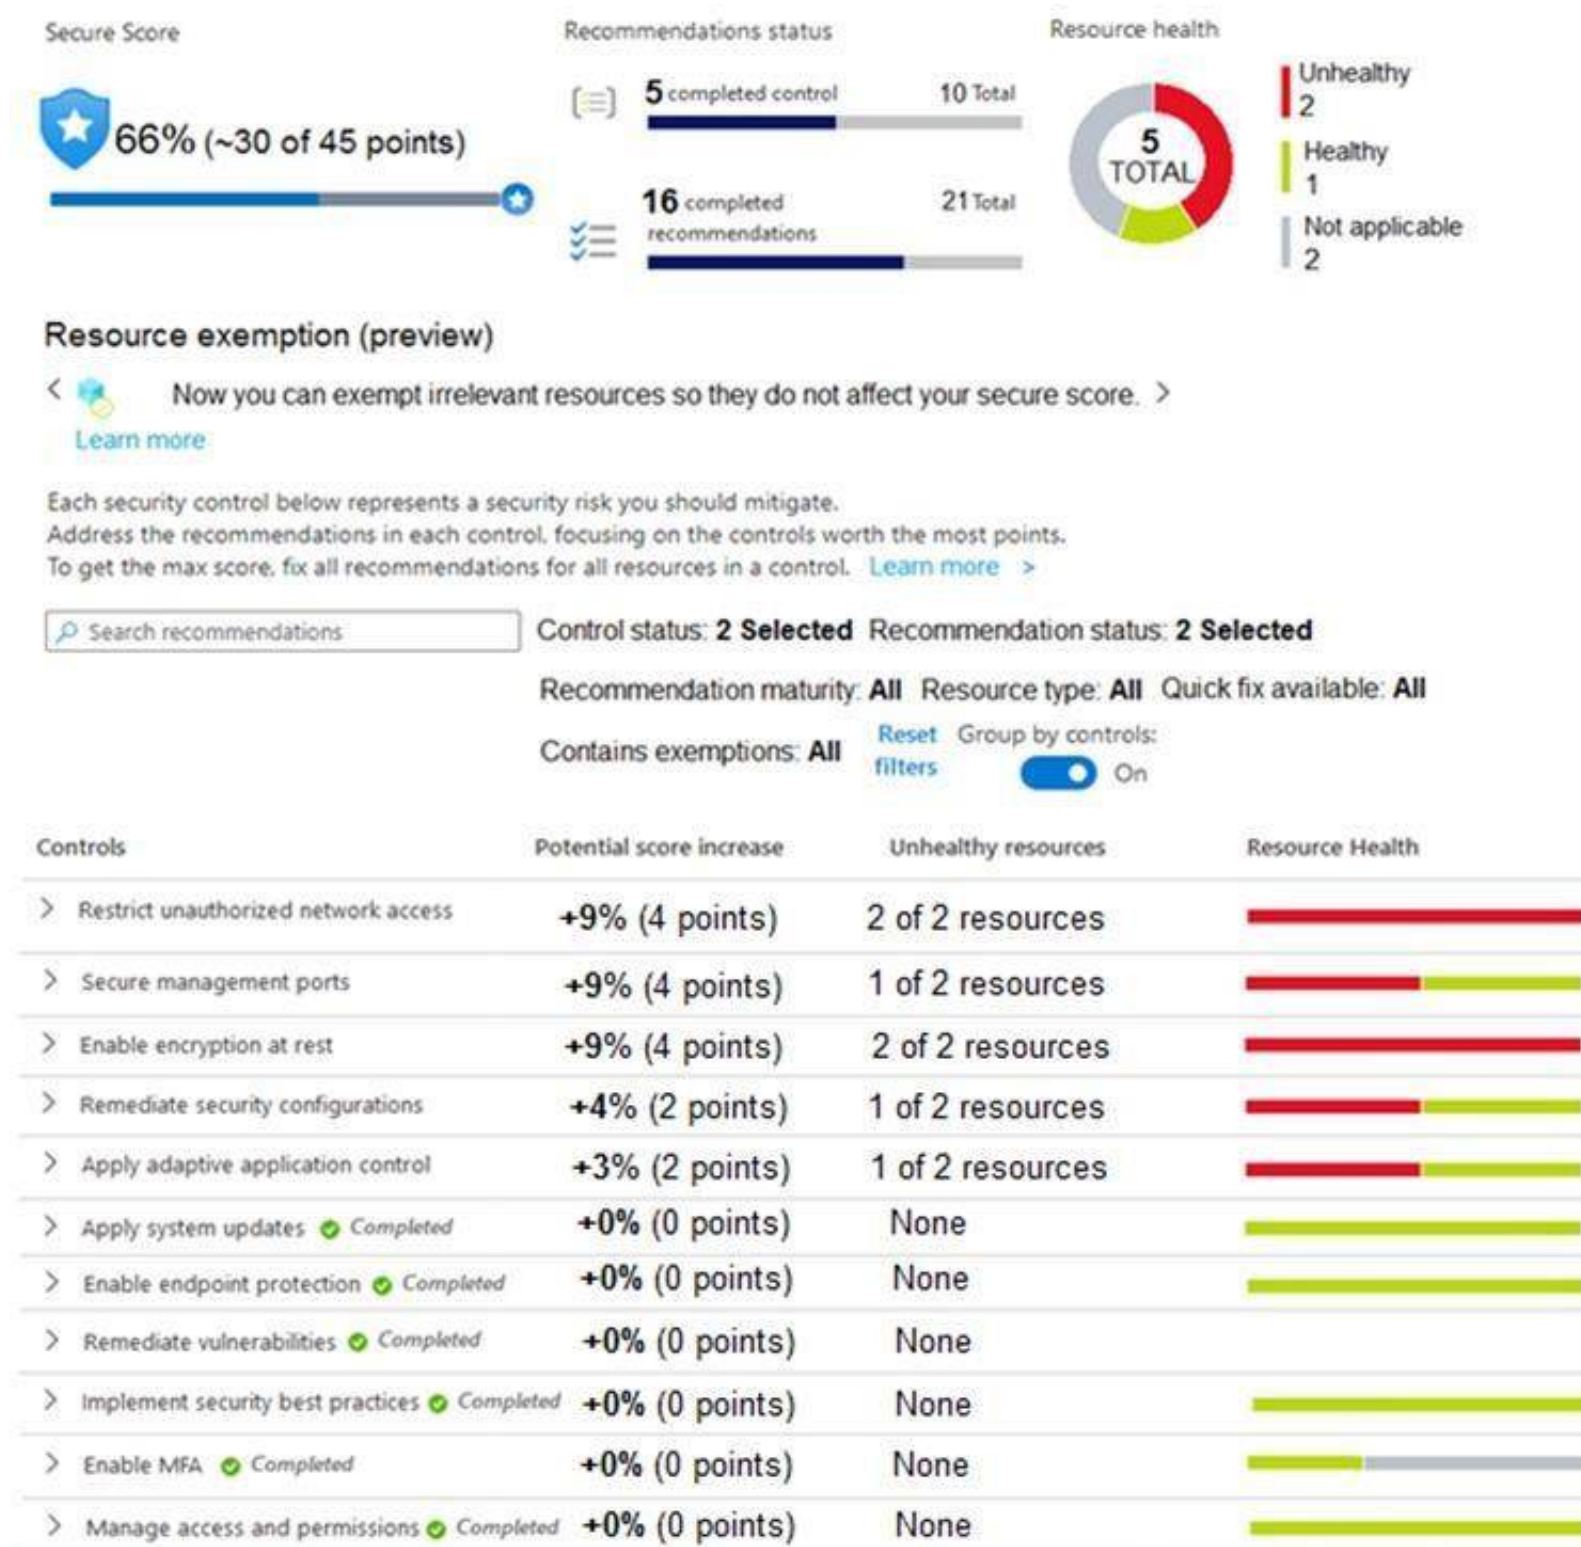 Secure Score
66% (~30 of 45 points)
Recommendations status
5 completed control 10 Total
16 completed 21 Total
recommendations
Resource health
5
TOTAL
Unhealthy
2
Healthy
1
Not applicable
2
Resource exemption (preview)
< Now you can exempt irrelevant resources so they do not affect your secure score. >
Learn more
Each security control below represents a security risk you should mitigate.
Address the recommendations in each control, focusing on the controls worth the most points.
To get the max score, fix all recommendations for all resources in a control. Learn more >
Search recommendations
Control status: 2 Selected Recommendation status: 2 Selected
Recommendation maturity: All Resource type: All Quick fix available: All
Contains exemptions: All Reset filters Group by controls: On
Controls Potential score increase Unhealthy resources Resource Health
> Restrict unauthorized network access +9% (4 points) 2 of 2 resources
> Secure management ports +9% (4 points) 1 of 2 resources
> Enable encryption at rest +9% (4 points) 2 of 2 resources
> Remediate security configurations +4% (2 points) 1 of 2 resources
> Apply adaptive application control +3% (2 points) 1 of 2 resources
> Apply system updates Completed +0% (0 points) None
> Enable endpoint protection Completed +0% (0 points) None
> Remediate vulnerabilities Completed +0% (0 points) None
> Implement security best practices Completed +0% (0 points) None
> Enable MFA Completed +0% (0 points) None
> Manage access and permissions Completed +0% (0 points) None